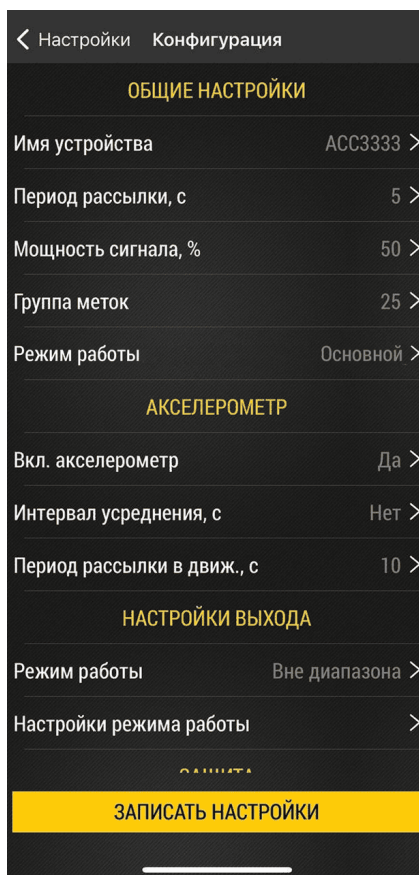 Настройки Конфигурация
ОБЩИЕ НАСТРОЙКИ
Имя устройства ACC3333
Период рассылки, с 5
Мощность сигнала, % 50
Группа меток 25
Режим работы Основной
АКСЕЛЕРОМЕТР
Вкл. акселерометр Да
Интервал усреднения, с Нет
Период рассылки в движ., с 10
НАСТРОЙКИ ВЫХОДА
Режим работы Вне диапазона
Настройки режима работы
ЗАПИСАТЬ НАСТРОЙКИ